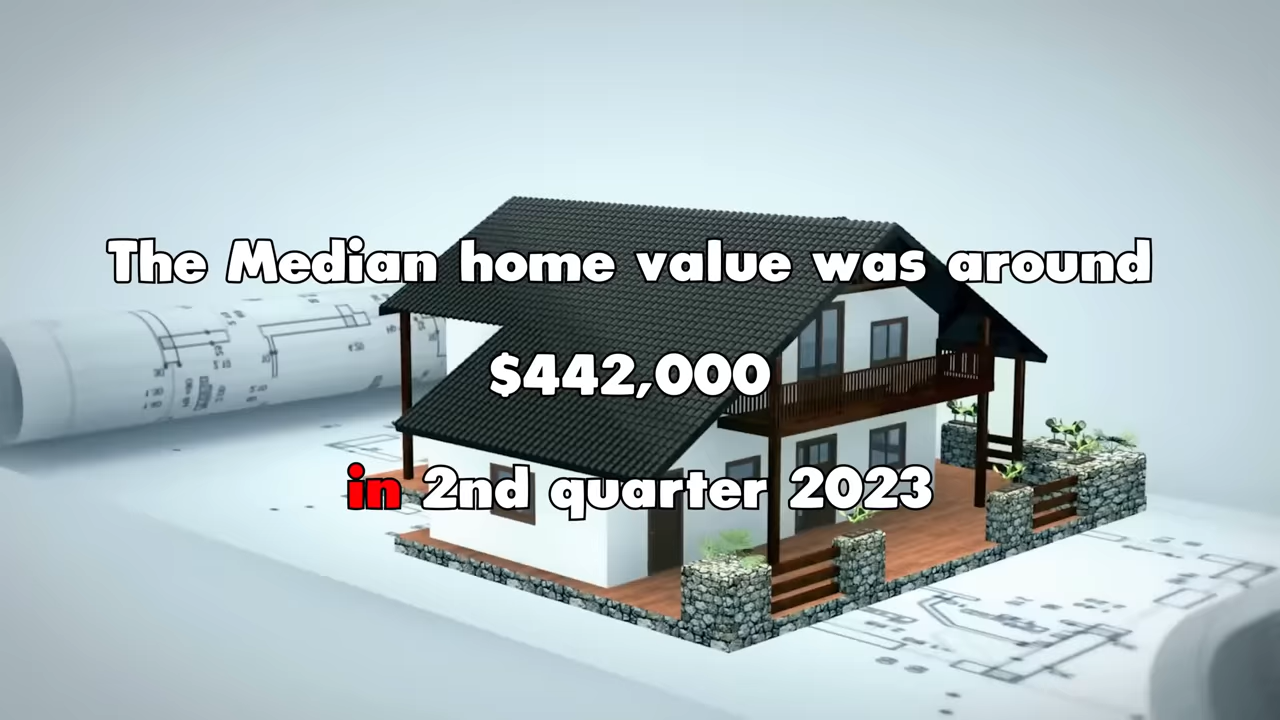 The Median home value was around
$442,000
in 2nd quarter 2023